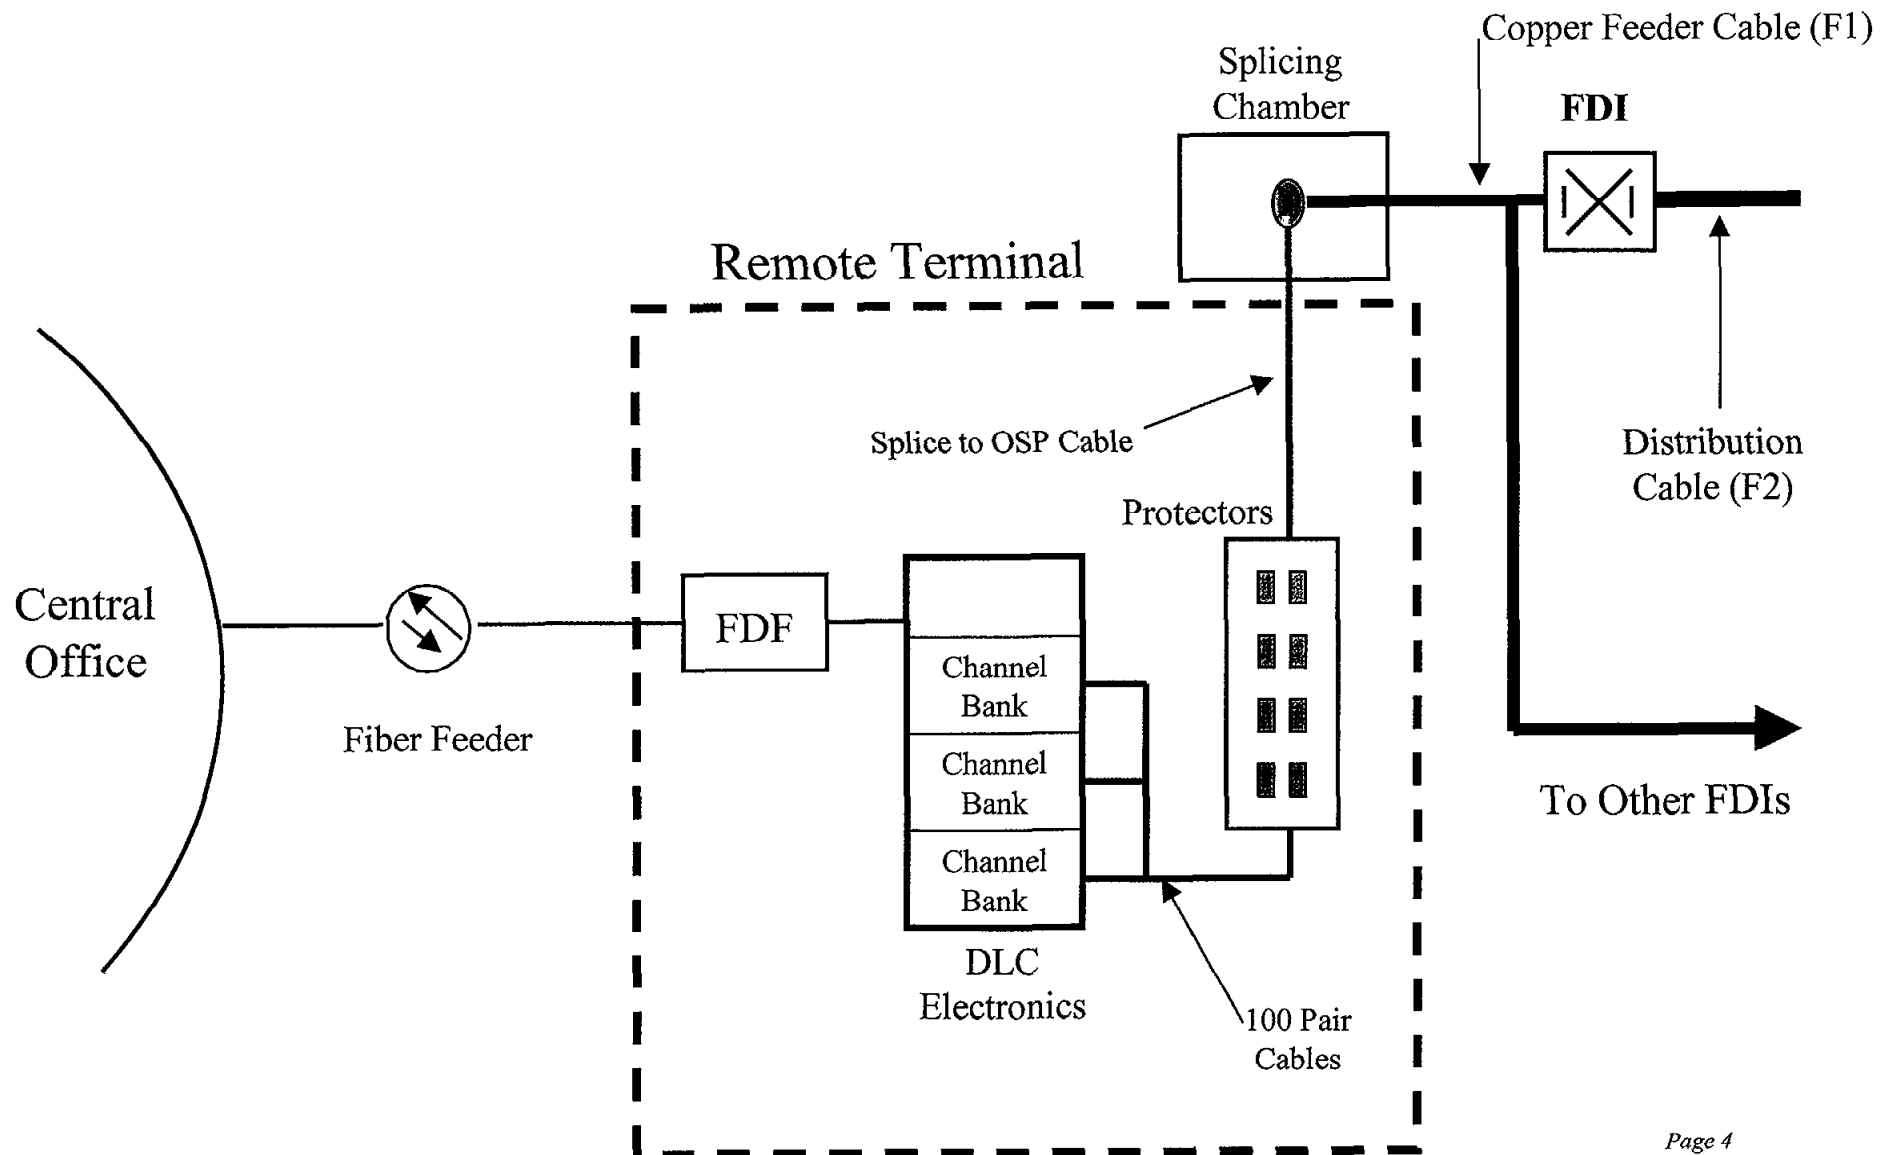 Copper Feeder Cable (F1)
Splicing
Chamber
FDI
Remote Terminal
Splice to OSP Cable
Distribution
Cable (F2)
Protectors
Central
Office
FDF
Channel
Bank
Fiber Feeder
Channel
Bank
To Other FDIs
Channel
Bank
DLC
Electronics
100 Pair
Cables
Page 4